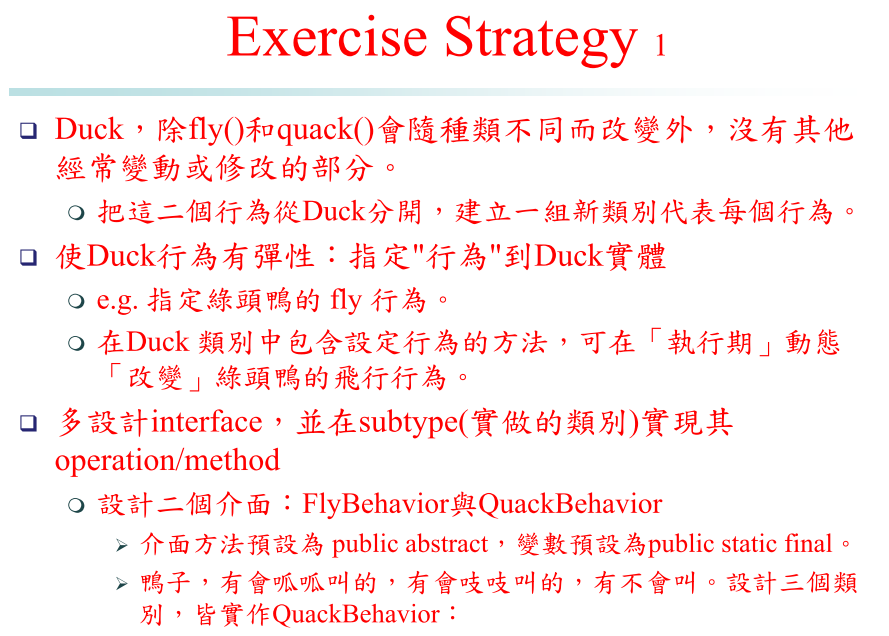 Exercise Strategy 1
Duck，除fly()和quack()會隨種類不同而改變外，沒有其他
經常變動或修改的部分。
把這二個行為從Duck分開，建立一組新類別代表每個行為。
使Duck行為有彈性：指定"行為"到Duck實體
e.g. 指定綠頭鴨的 fly 行為。
在Duck 類別中包含設定行為的方法，可在「執行期」動態
「改變」綠頭鴨的飛行行為。
多設計interface，並在subtype(實做的類別)實現其
operation/method
設計二個介面：FlyBehavior與QuackBehavior
介面方法預設為 public abstract，變數預設為public static final。
鴨子，有會呱呱叫的，有會吱吱叫的，有不會叫。設計三個類
別，皆實作QuackBehavior：